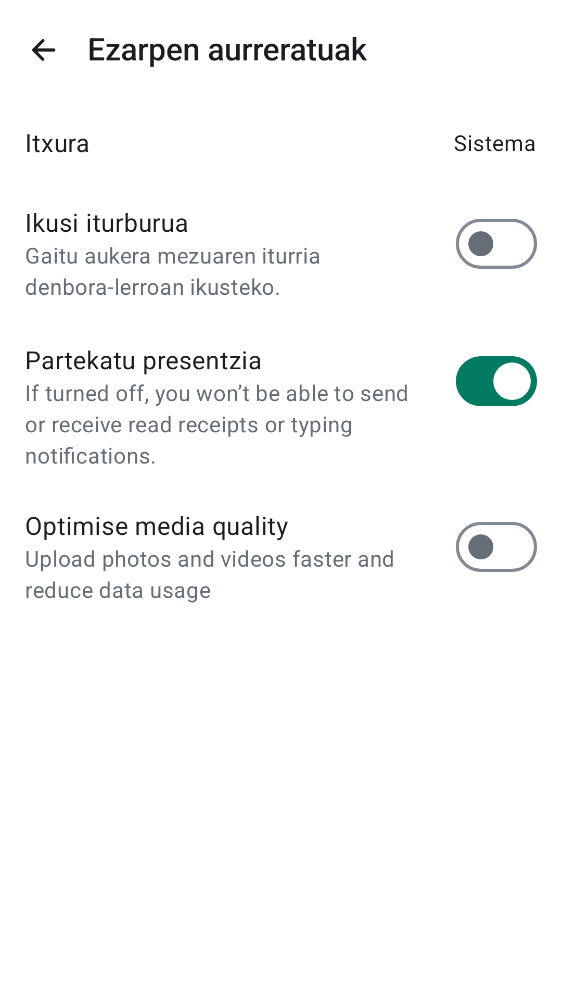 Ezarpen aurreratuak
Itxura
Sistema
Ikusi iturburua
Gaitu aukera mezuaren iturria
denbora-lerroan ikusteko.
Partekatu presentzia
If turned off, you won’t be able to send
or receive read receipts or typing
notifications.
Optimise media quality
Upload photos and videos faster and
reduce data usage